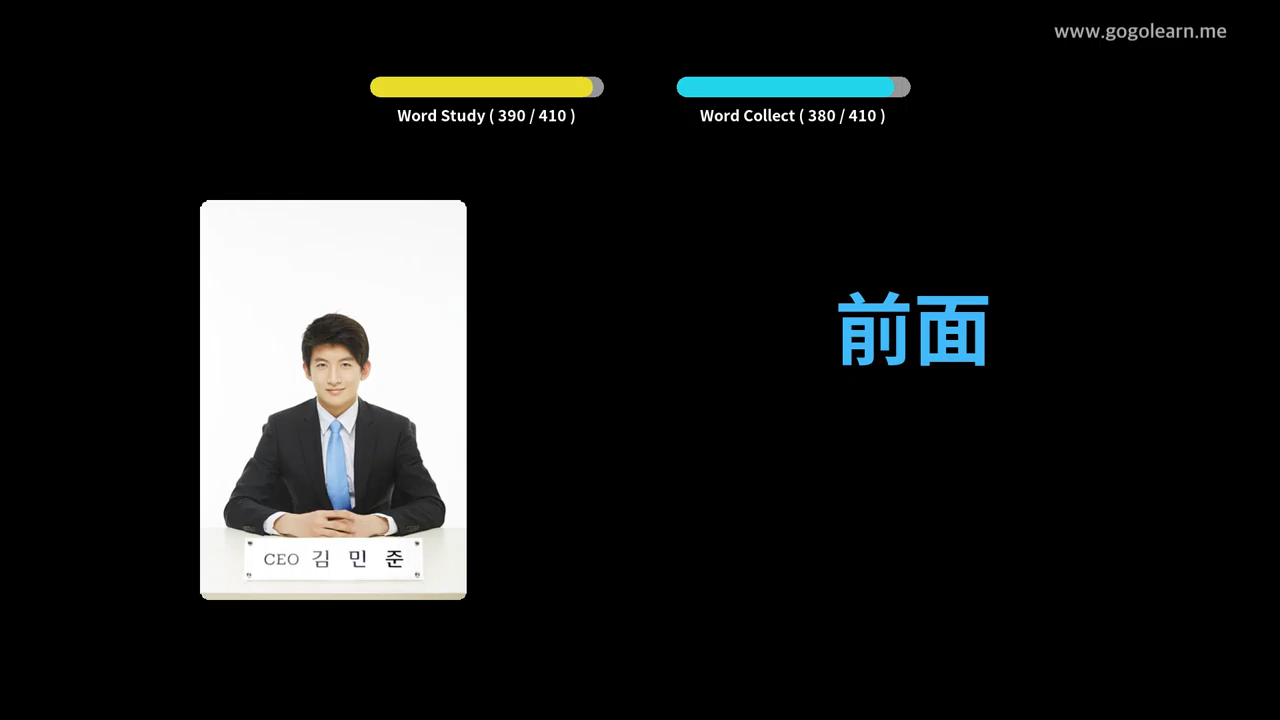 www.gogolearn.me
Word Study ( 390 / 410 )
Word Collect ( 380 / 410 )
前面
CEO 김 민 준